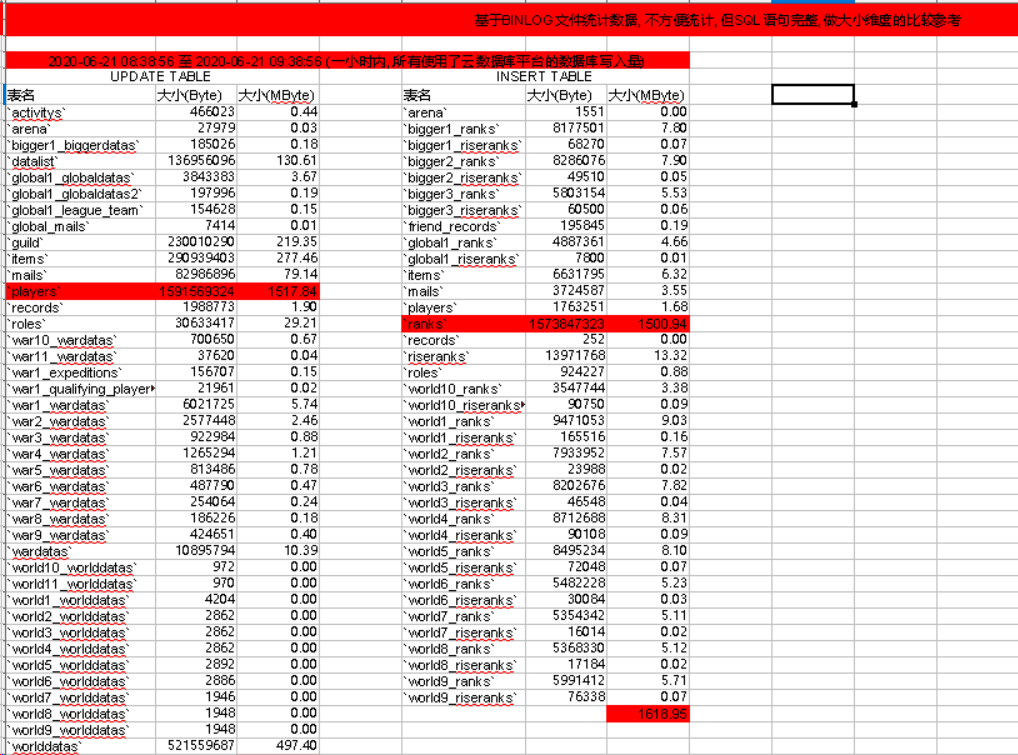 基于BINLOG文件统计数据, 不方便统计, 但SQL语句完整, 做大小维度的比较参考
2020-06-21 08:38:56 至 2020-06-21 09:38:56 (一小时内, 所有使用了云数据库平台的数据库写入量)
UPDATE TABLE INSERT TABLE
表名 大小(Byte) 大小(MByte) 表名 大小(Byte) 大小(MByte)
`activitys` 466023 0.44 `arena` 1551 0.00
`arena` 27979 0.03 `bigger1_ranks` 8177501 7.80
`bigger1_biggerdatas` 185026 0.18 `bigger1_riseranks` 68270 0.07
`datalist` 136956096 130.61 `bigger2_ranks` 8286076 7.90
`global1_globaldatas` 3843383 3.67 `bigger2_riseranks` 49510 0.05
`global1_globaldatas2` 197996 0.19 `bigger3_ranks` 5803154 5.53
`global1_league_team` 154628 0.15 `bigger3_riseranks` 60500 0.06
`global_mails` 7414 0.01 `friend_records` 195845 0.19
`guild` 230010290 219.35 `global1_ranks` 4887361 4.66
`items` 290939403 277.46 `global1_riseranks` 7800 0.01
`mails` 82986896 79.14 `items` 6631795 6.32
`players` 1591569324 1517.84 `mails` 3724587 3.55
`records` 1988773 1.90 `players` 1763251 1.68
`roles` 30633417 29.21 `ranks` 1573847323 1500.94
`war10_wardatas` 700650 0.67 `records` 252 0.00
`war11_wardatas` 37620 0.04 `riseranks` 13971768 13.32
`war1_expeditions` 156707 0.15 `roles` 924227 0.88
`war1_qualifying_player 21961 0.02 `world10_ranks` 3547744 3.38
`war1_wardatas` 6021725 5.74 `world10_riseranks 90750 0.09
`war2_wardatas` 2577448 2.46 `world1_ranks` 9471053 9.03
`war3_wardatas` 922984 0.88 `world1_riseranks` 165516 0.16
`war4_wardatas` 1265294 1.21 `world2_ranks` 7933952 7.57
`war5_wardatas` 813486 0.78 `world2_riseranks` 23988 0.02
`war6_wardatas` 487790 0.47 `world3_ranks` 8202676 7.82
`war7_wardatas` 254064 0.24 `world3_riseranks` 46548 0.04
`war8_wardatas` 186226 0.18 `world4_ranks` 8712688 8.31
`war9_wardatas` 424651 0.40 `world4_riseranks` 90108 0.09
`wardatas` 10895794 10.39 `world5_ranks` 8495234 8.10
`world10_worlddatas` 972 0.00 `world5_riseranks` 72048 0.07
`world11_worlddatas` 970 0.00 `world6_ranks` 5482228 5.23
`world1_worlddatas` 4204 0.00 `world6_riseranks` 30084 0.03
`world2_worlddatas` 2862 0.00 `world7_ranks` 5354342 5.11
`world3_worlddatas` 2862 0.00 `world7_riseranks` 16014 0.02
`world4_worlddatas` 2862 0.00 `world8_ranks` 5368330 5.12
`world5_worlddatas` 2892 0.00 `world8_riseranks` 17184 0.02
`world6_worlddatas` 2886 0.00 `world9_ranks` 5991412 5.71
`world7_worlddatas` 1946 0.00 `world9_riseranks` 76338 0.07
`world8_worlddatas` 1948 0.00 1618.95
`world9_worlddatas` 1948 0.00
`worlddatas` 521559687 497.40